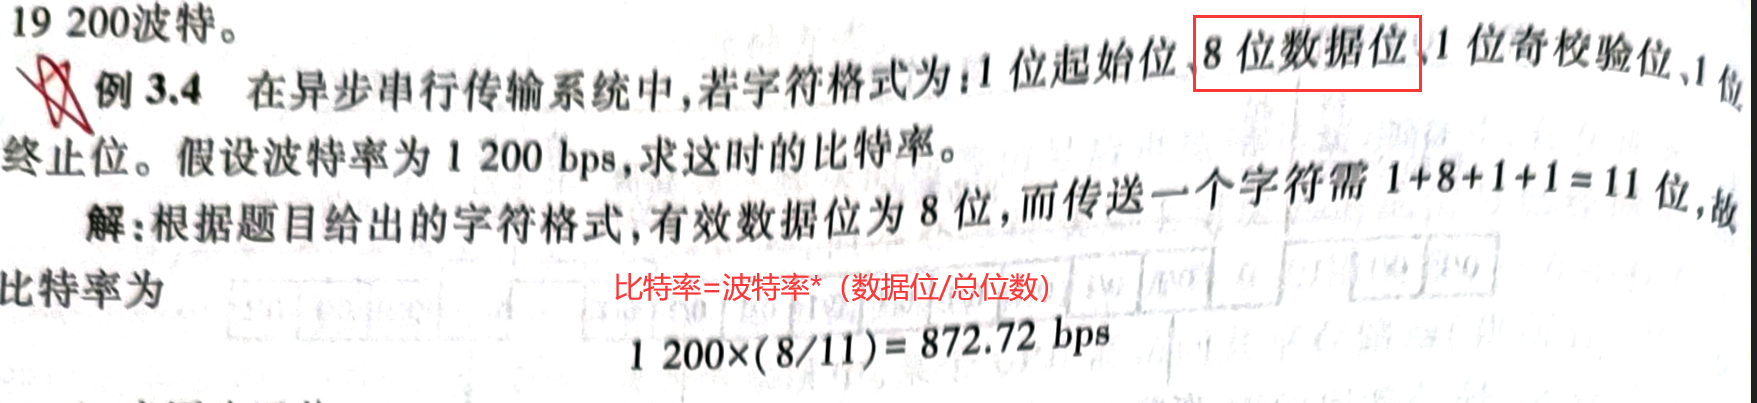 19 200波特。
例 3.4 在异步串行传输系统中,若字符格式为:1 位起始位、8 位数据位、1 位奇校验位、1 位
终止位。假设波特率为 1 200 bps,求这时的比特率。
解:根据题目给出的字符格式,有效数据位为 8 位,而传送一个字符需 1+8+1+1=11 位,故
比特率为
比特率=波特率*（数据位/总位数）
1 200×(8/11)=872.72 bps